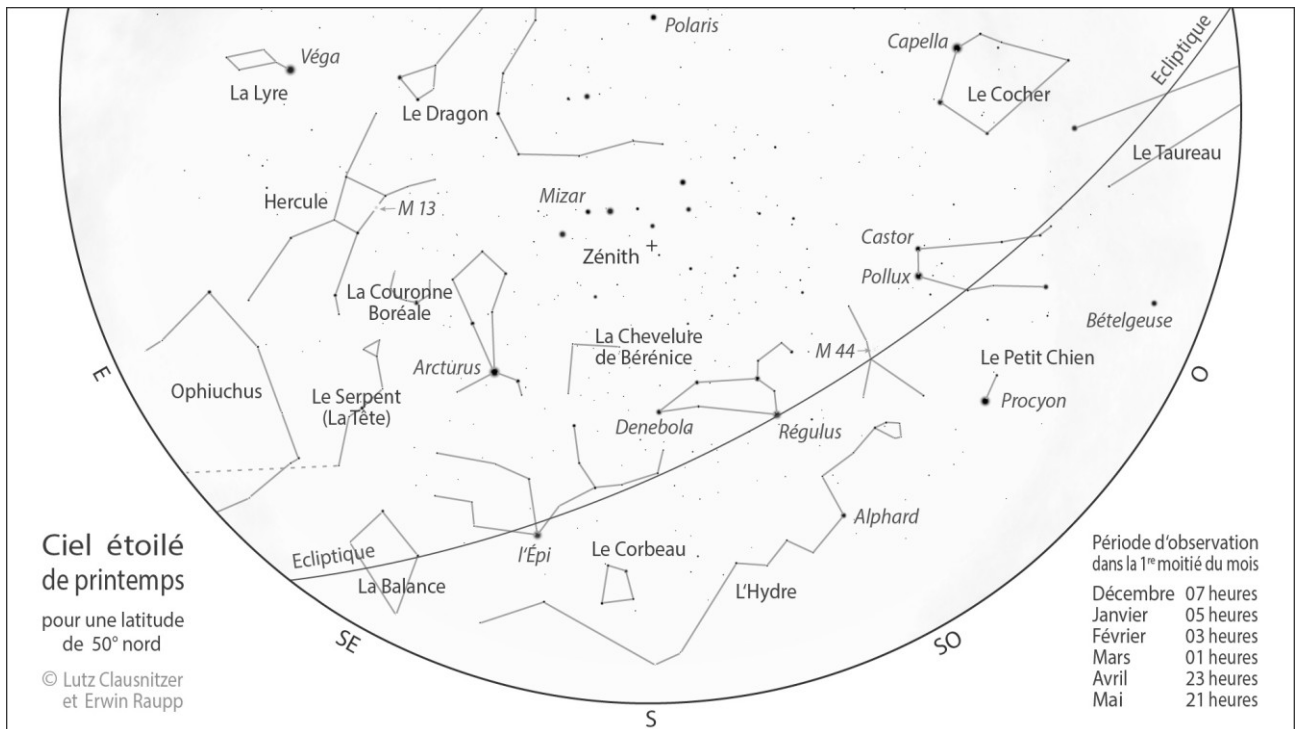 Polaris
Capella
Ecliptique
Véga
La Lyre
Le Dragon
Le Cocher
Le Taureau
Hercule
M 13
Mizar
Zénith
Castor
Pollux
Bételgeuse
La Couronne
Boréale
La Chevelure
de Bérénice
M 44
Le Petit Chien
Procyon
Arcturus
E
O
Ophiuchus
Le Serpent
(La Tête)
Denebola
Régulus
Alphard
Ecliptique
l'Épi
Le Corbeau
La Balance
L'Hydre
SE
SO
S
Ciel étoilé
de printemps
pour une latitude
de 50° nord
© Lutz Clausnitzer
et Erwin Raupp
Période d'observation
dans la 1re moitié du mois
Décembre 07 heures
Janvier 05 heures
Février 03 heures
Mars 01 heures
Avril 23 heures
Mai 21 heures